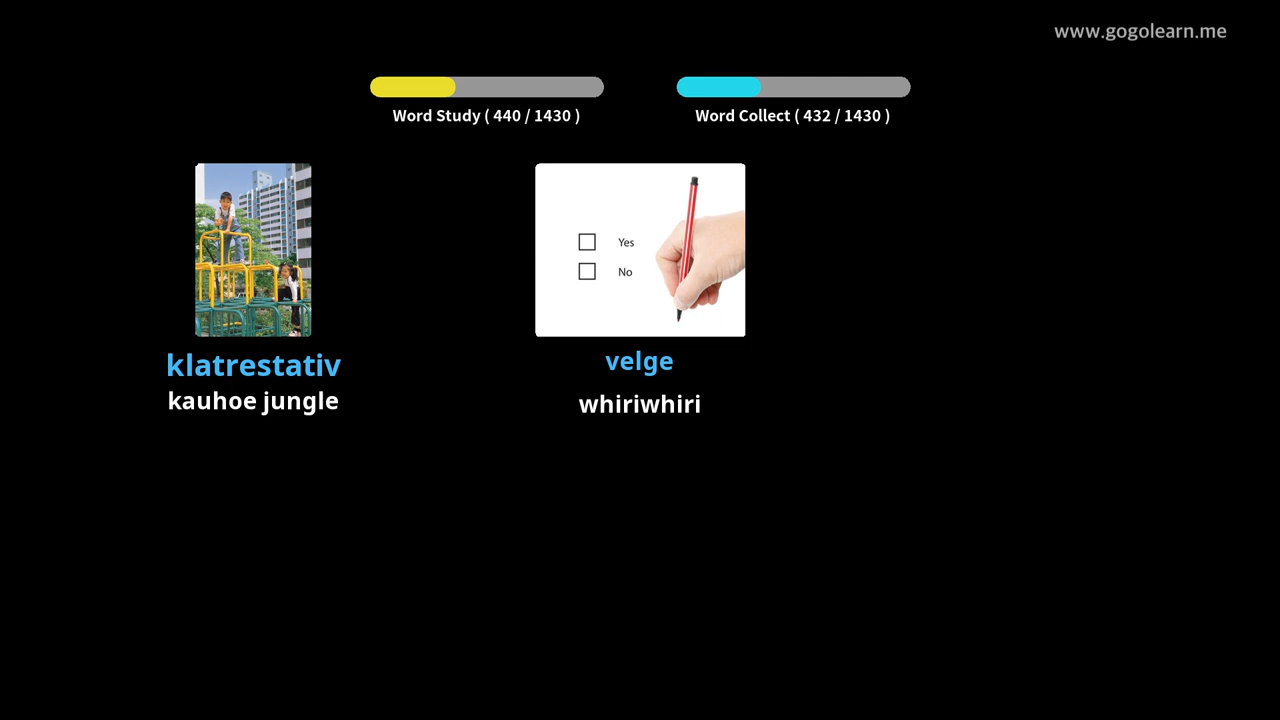 www.gogolearn.me
Word Study ( 440 / 1430 )
Word Collect ( 432 / 1430 )
Yes
No
klatrestativ
kauhoe jungle
velge
whiriwhiri